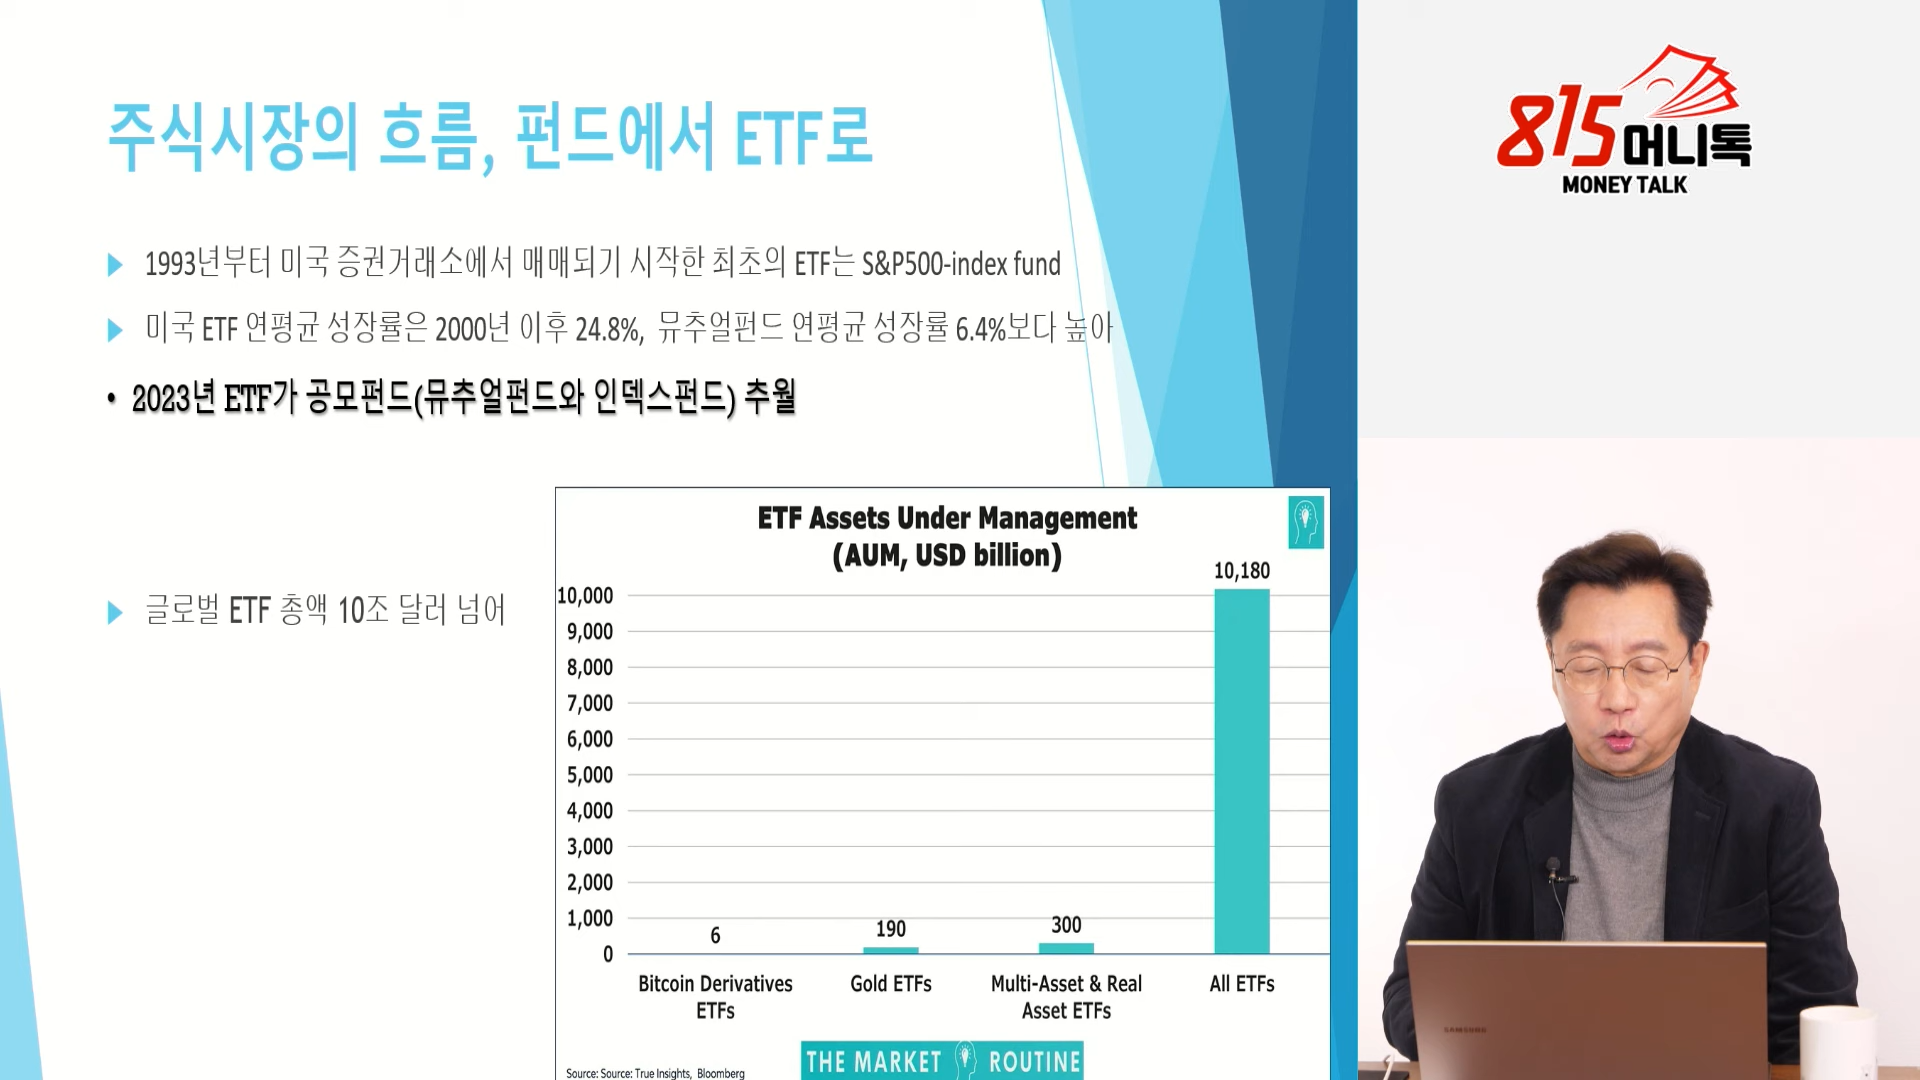 주식시장의 흐름, 펀드에서 ETF로
1993년부터 미국 증권거래소에서 매매되기 시작한 최초의 ETF는 S&P500-index fund
미국 ETF 연평균 성장률은 2000년 이후 24.8%, 뮤추얼펀드 연평균 성장률 6.4%보다 높아
• 2023년 ETF가 공모펀드(뮤추얼펀드와 인덱스펀드) 추월
글로벌 ETF 총액 10조 달러 넘어
ETF Assets Under Management
(AUM, USD billion)
10,180
10,000
9,000
8,000
7,000
6,000
5,000
4,000
3,000
2,000
1,000
0
6
190
300
Bitcoin Derivatives
ETFs
Gold ETFs
Multi-Asset & Real
Asset ETFs
All ETFs
THE MARKET ROUTINE
Source: Source: True Insights, Bloomberg
815머니톡
MONEY TALK
SAMSUNG